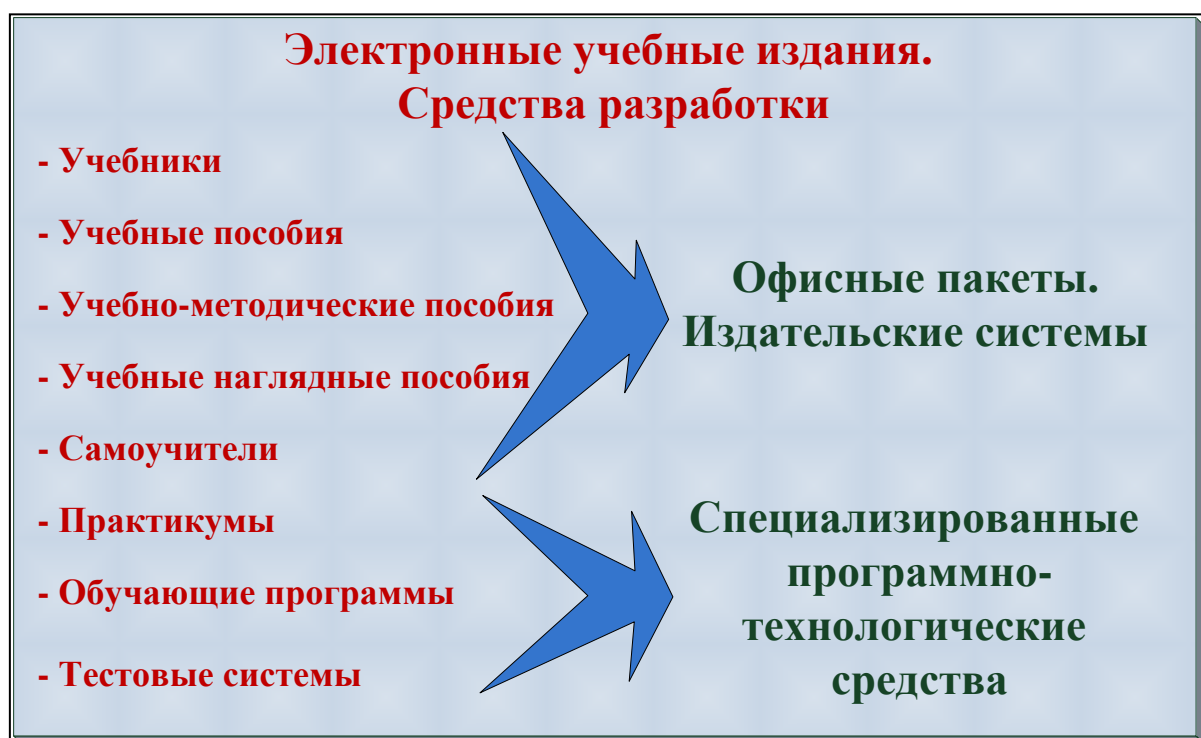 Электронные учебные издания.
Средства разработки
- Учебники
- Учебные пособия
- Учебно-методические пособия
- Учебные наглядные пособия
- Самоучители
- Практикумы
- Обучающие программы
- Тестовые системы
Офисные пакеты.
Издательские системы
Специализированные
программно-
технологические
средства